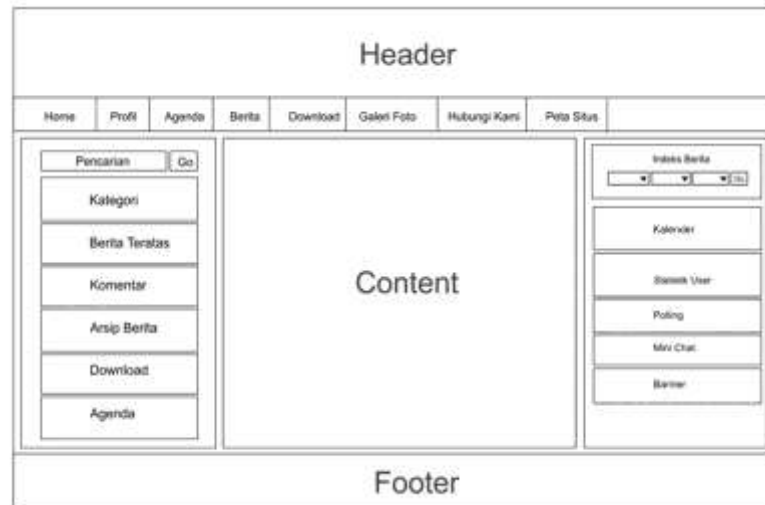 Header
Home Profil Agenda Berita Download Galeri Foto Hubungi Kami Peta Situs
Pencarian Go
Kategori
Berita Teratas
Komentar
Arsip Berita
Download
Agenda
Content
Indeks Berita
Kalender
Statistik User
Polling
Mini Chat
Banner
Footer